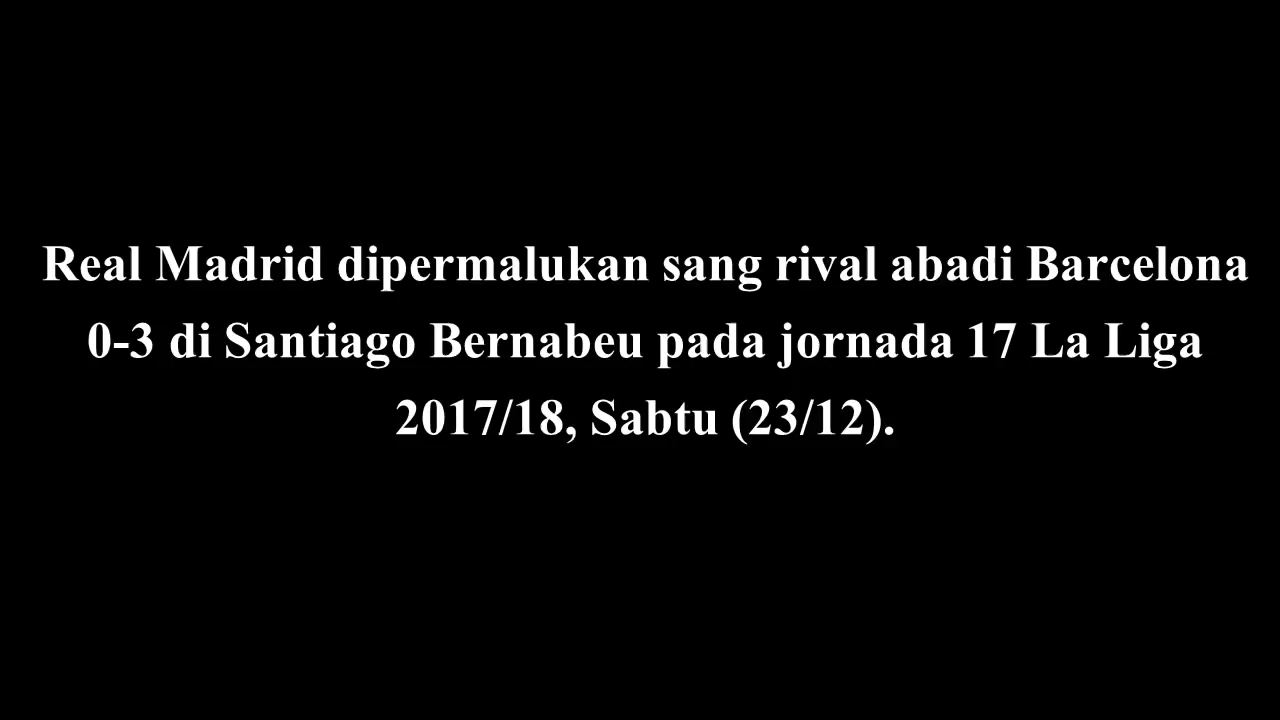 Real Madrid dipermalukan sang rival abadi Barcelona
0-3 di Santiago Bernabeu pada jornada 17 La Liga
2017/18, Sabtu (23/12).